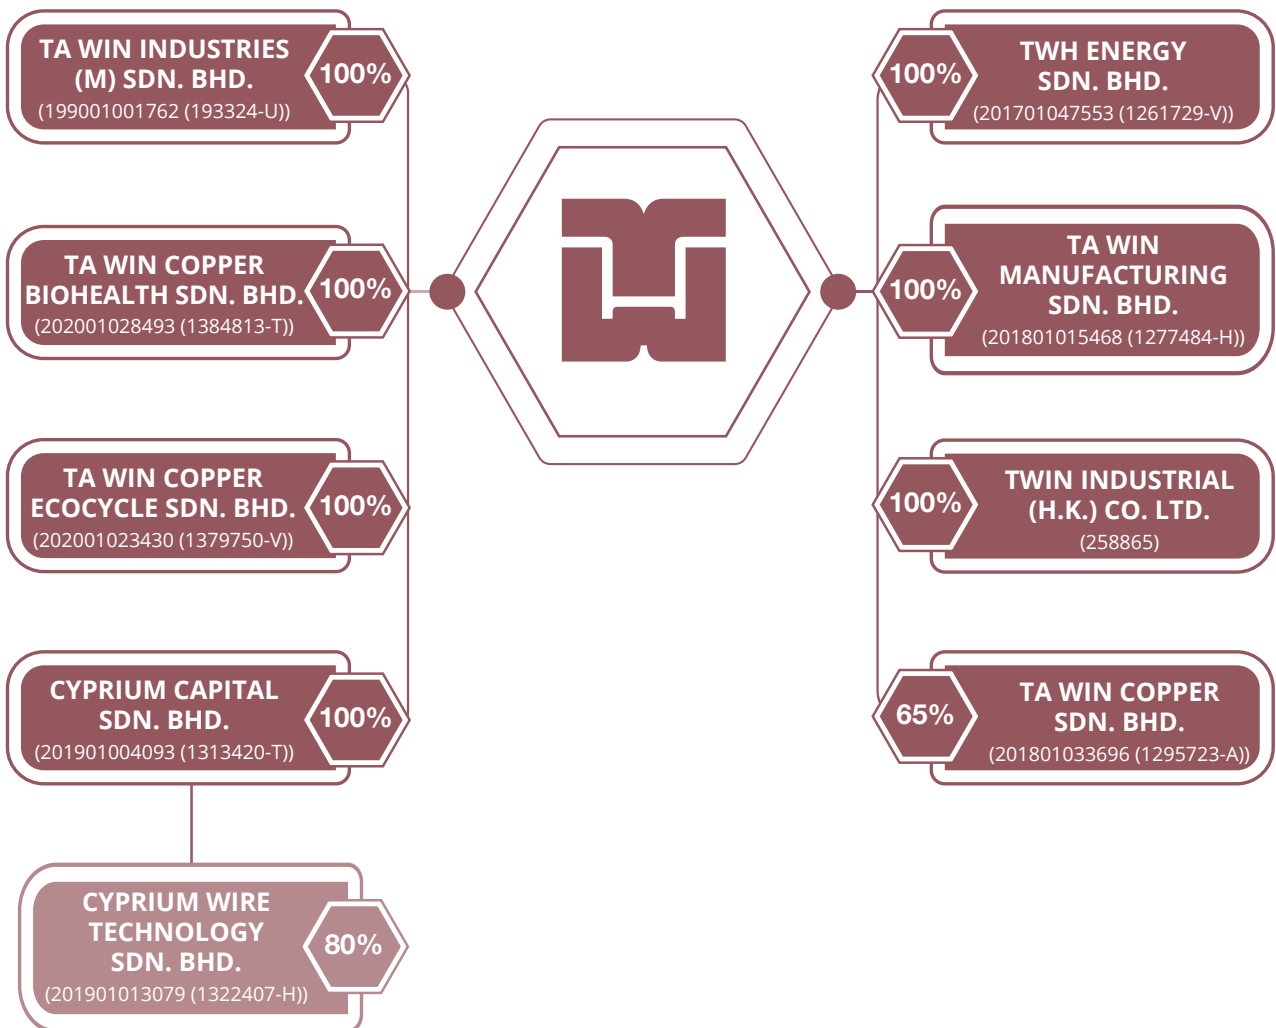 TA WIN INDUSTRIES
(M) SDN. BHD.
(199001001762 (193324-U))
100%
TA WIN COPPER
BIOHEALTH SDN. BHD.
(202001028493 (1384813-T))
100%
TA WIN COPPER
ECOCYCLE SDN. BHD.
(202001023430 (1379750-V))
100%
CYPRIUM CAPITAL
SDN. BHD.
(201901004093 (1313420-T))
100%
CYPRIUM WIRE
TECHNOLOGY
SDN. BHD.
(201901013079 (1322407-H))
80%
100%
TWH ENERGY
SDN. BHD.
(201701047553 (1261729-V))
100%
TA WIN
MANUFACTURING
SDN. BHD.
(201801015468 (1277484-H))
100%
TWIN INDUSTRIAL
(H.K.) CO. LTD.
(258865)
65%
TA WIN COPPER
SDN. BHD.
(201801033696 (1295723-A))